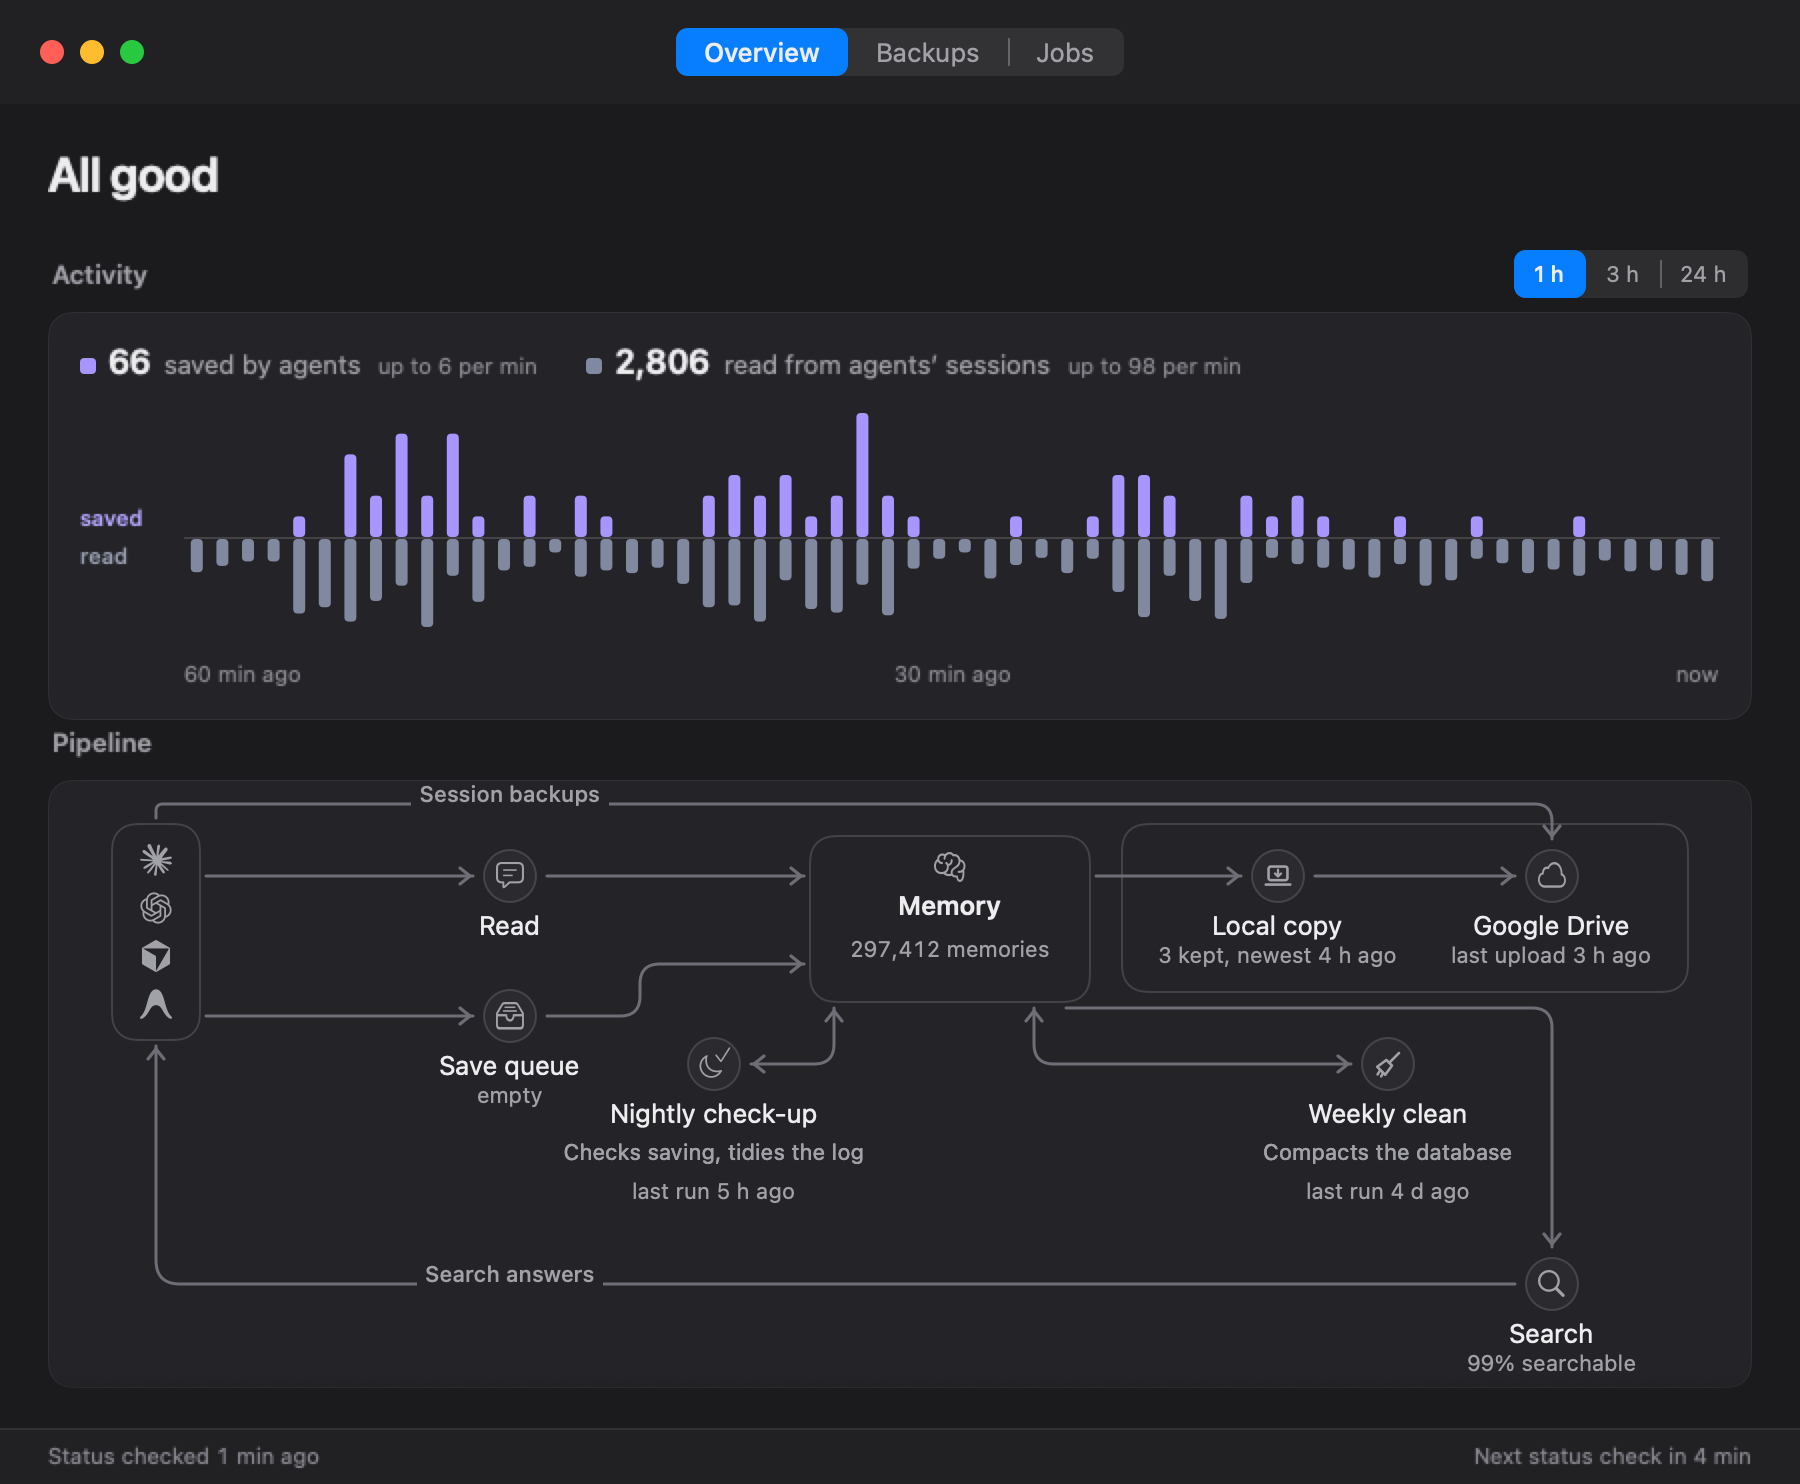 Overview
Backups
Jobs
All good
Activity
1 h
3 h
24 h
66 saved by agents up to 6 per min
2,806 read from agents’ sessions up to 98 per min
saved
read
60 min ago
30 min ago
now
Pipeline
Session backups
Read
Memory
297,412 memories
Local copy
3 kept, newest 4 h ago
Google Drive
last upload 3 h ago
Save queue
empty
Nightly check-up
Checks saving, tidies the log
last run 5 h ago
Weekly clean
Compacts the database
last run 4 d ago
Search answers
Search
99% searchable
Status checked 1 min ago
Next status check in 4 min